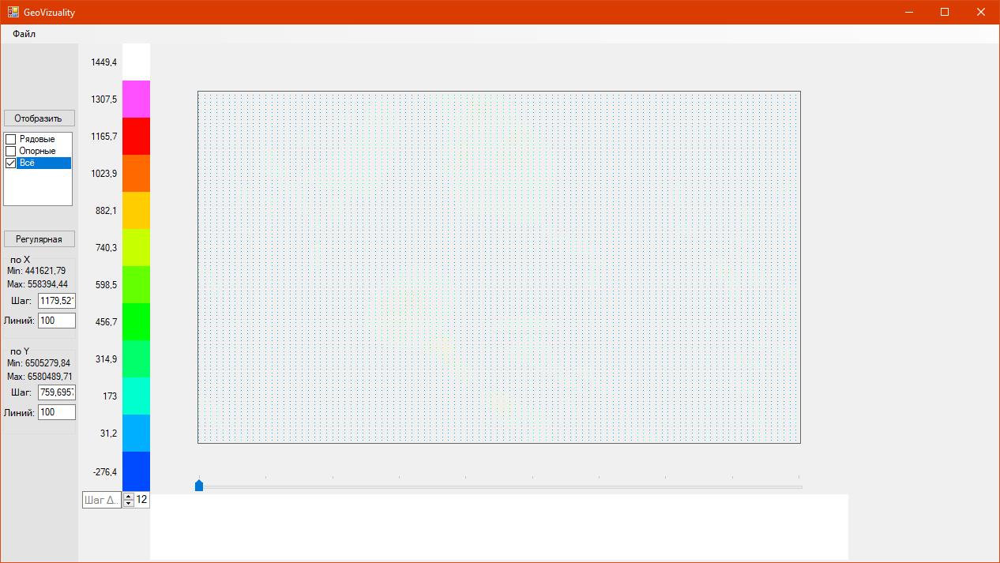 GeoVizuality
Файл
Отобразить
Рядовые
Опорные
Всё
Регулярная
по X
Min: 441621,79
Max: 558394,44
Шаг: 1179,521
Линий: 100
по Y
Min: 6505279,84
Max: 6580489,71
Шаг: 759,6957
Линий: 100
1449,4
1307,5
1165,7
1023,9
882,1
740,3
598,5
456,7
314,9
173
31,2
-276,4
Шаг Д.. 12